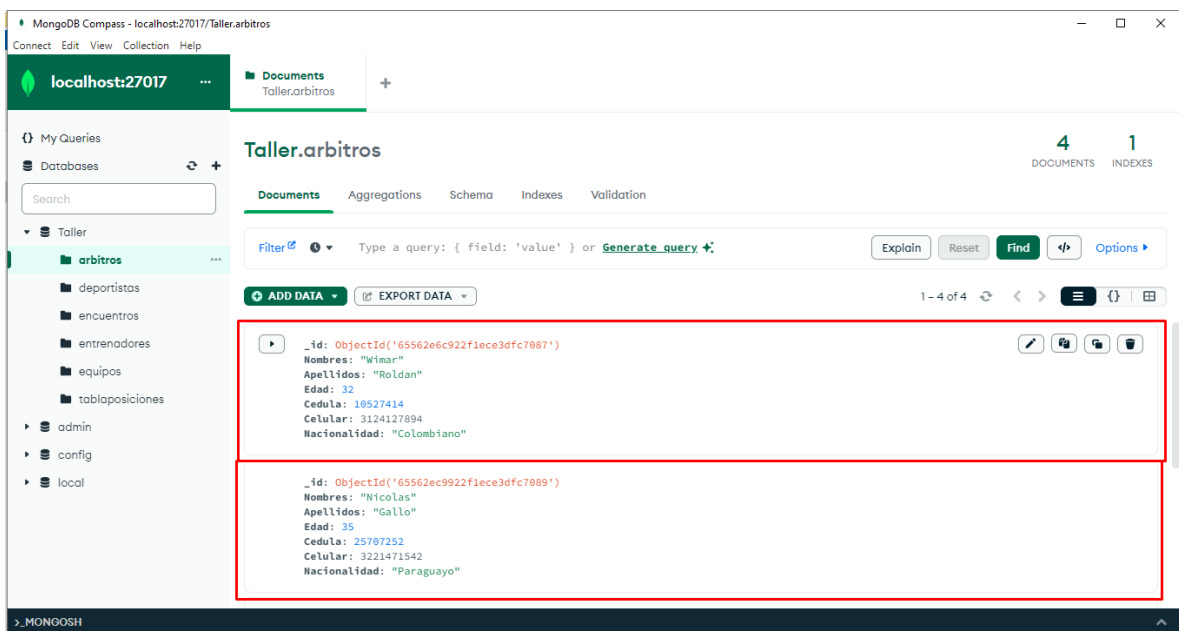 MongoDB Compass - localhost:27017/Taller.arbitros
Connect Edit View Collection Help
localhost:27017 ...
Documents
Taller.arbitros
+
{} My Queries
Databases
Search
Taller
arbitros ...
deportistas
encuentros
entrenadores
equipos
tablaposiciones
admin
config
local
Taller.arbitros
4
DOCUMENTS
1
INDEXES
Documents Aggregations Schema Indexes Validation
Filter Type a query: { field: 'value' } or Generate query
Explain Reset Find </> Options
ADD DATA EXPORT DATA
1 – 4 of 4 {}
_id: ObjectId('65562e6c922f1ece3dfc7087')
Nombres: "Wimar"
Apellidos: "Roldan"
Edad: 32
Cedula: 10527414
Celular: 3124127894
Nacionalidad: "Colombiano"
_id: ObjectId('65562ec9922f1ece3dfc7089')
Nombres: "Nicolas"
Apellidos: "Gallo"
Edad: 35
Cedula: 25707252
Celular: 3221471542
Nacionalidad: "Paraguayo"
>_MONGOSH